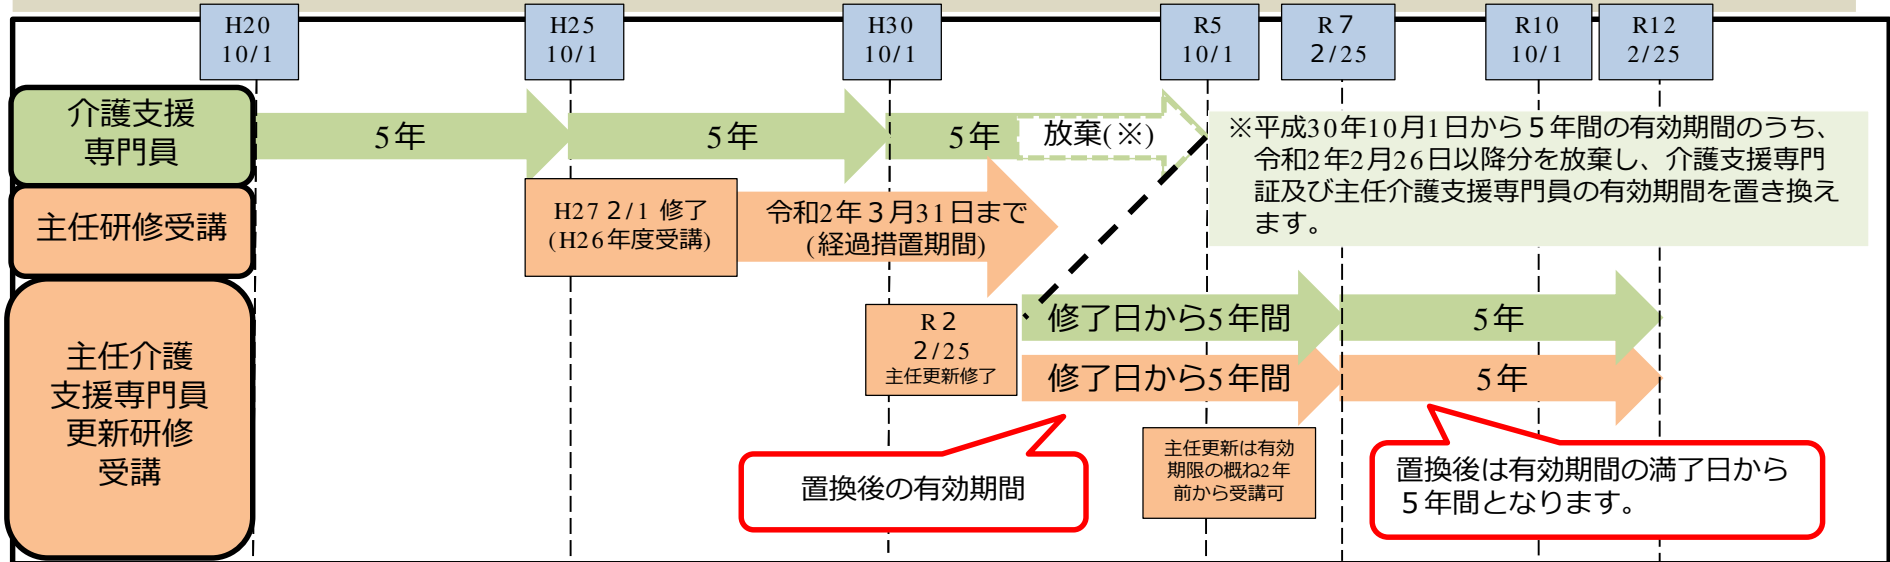 H20
10/1
H25
10/1
H30
10/1
R5
10/1
R７
２/25
R10
10/1
R12
2/25
介護支援
専門員
5年
5年
5年
放棄(※)
※平成30年10月1日から５年間の有効期間のうち、
令和2年2月26日以降分を放棄し、介護支援専門
証及び主任介護支援専門員の有効期間を置き換え
ます。
主任研修受講
H27 2/1 修了
(H26年度受講)
令和2年３月31日まで
(経過措置期間)
主任介護
支援専門員
更新研修
受講
R２
２/25
主任更新修了
修了日から5年間
5年
修了日から5年間
5年
置換後の有効期間
主任更新は有効
期限の概ね2年
前から受講可
置換後は有効期間の満了日から
５年間となります。